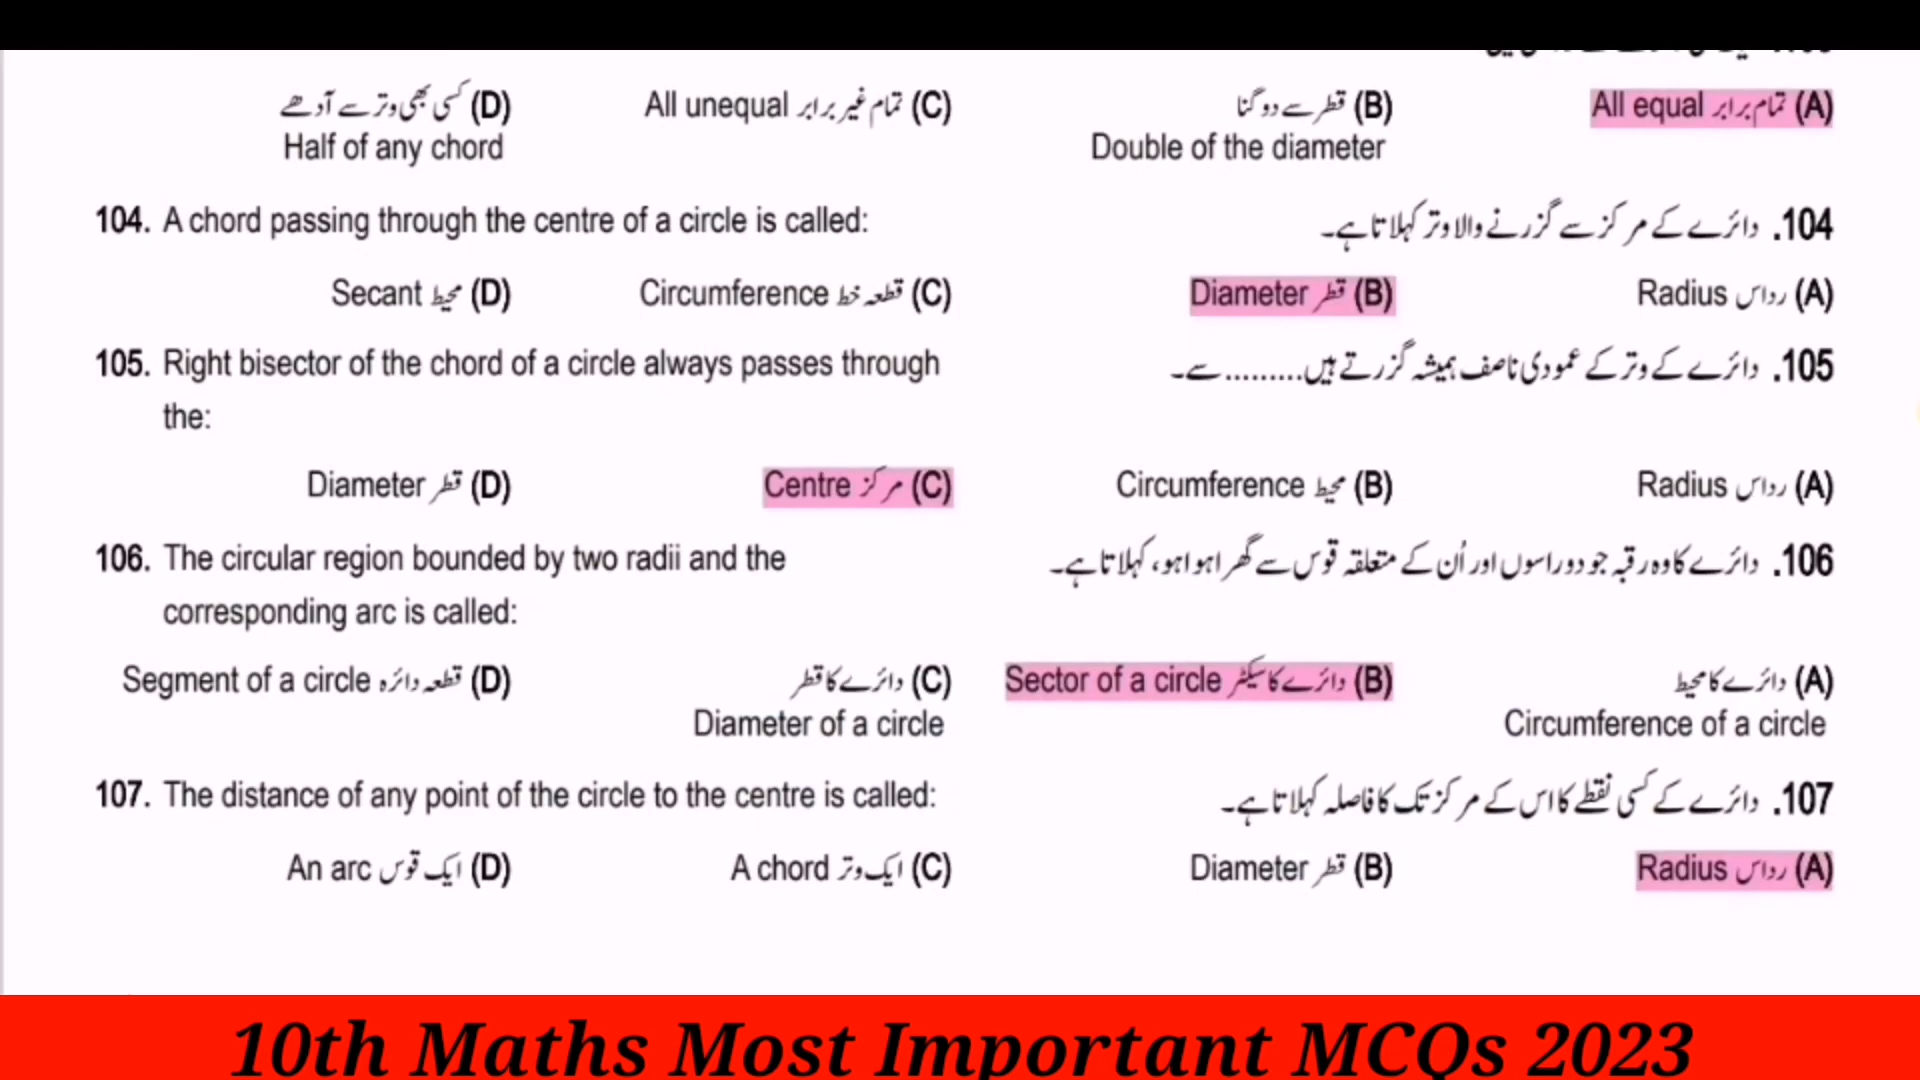 (A) تمام برابر All equal (B) قطر سے دوگنا (C) تمام غیر برابر All unequal (D) کسی بھی وتر سے آدھے
Double of the diameter Half of any chord
104. A chord passing through the centre of a circle is called: 104. دائرے کے مرکز سے گزرنے والا وتر کہلاتا ہے۔
(A) رداس Radius (B) قطر Diameter (C) قطعہ خط Circumference (D) محیط Secant
105. Right bisector of the chord of a circle always passes through 105. دائرے کے وتر کے عمودی ناصف ہمیشہ گزرتے ہیں.........سے۔
the:
(A) رداس Radius (B) محیط Circumference (C) مرکز Centre (D) قطر Diameter
106. The circular region bounded by two radii and the 106. دائرے کا وہ رقبہ جو دو راسوں اور اُن کے متعلقہ قوس سے گھرا ہوا ہو، کہلاتا ہے۔
corresponding arc is called:
(A) دائرے کا محیط (B) دائرے کا سیکٹر Sector of a circle (C) دائرے کا قطر (D) قطعہ دائرہ Segment of a circle
Circumference of a circle Diameter of a circle
107. The distance of any point of the circle to the centre is called: 107. دائرے کے کسی نقطے کا اس کے مرکز تک کا فاصلہ کہلاتا ہے۔
(A) رداس Radius (B) قطر Diameter (C) ایک وتر A chord (D) ایک قوس An arc
10th Maths Most Important MCQs 2023